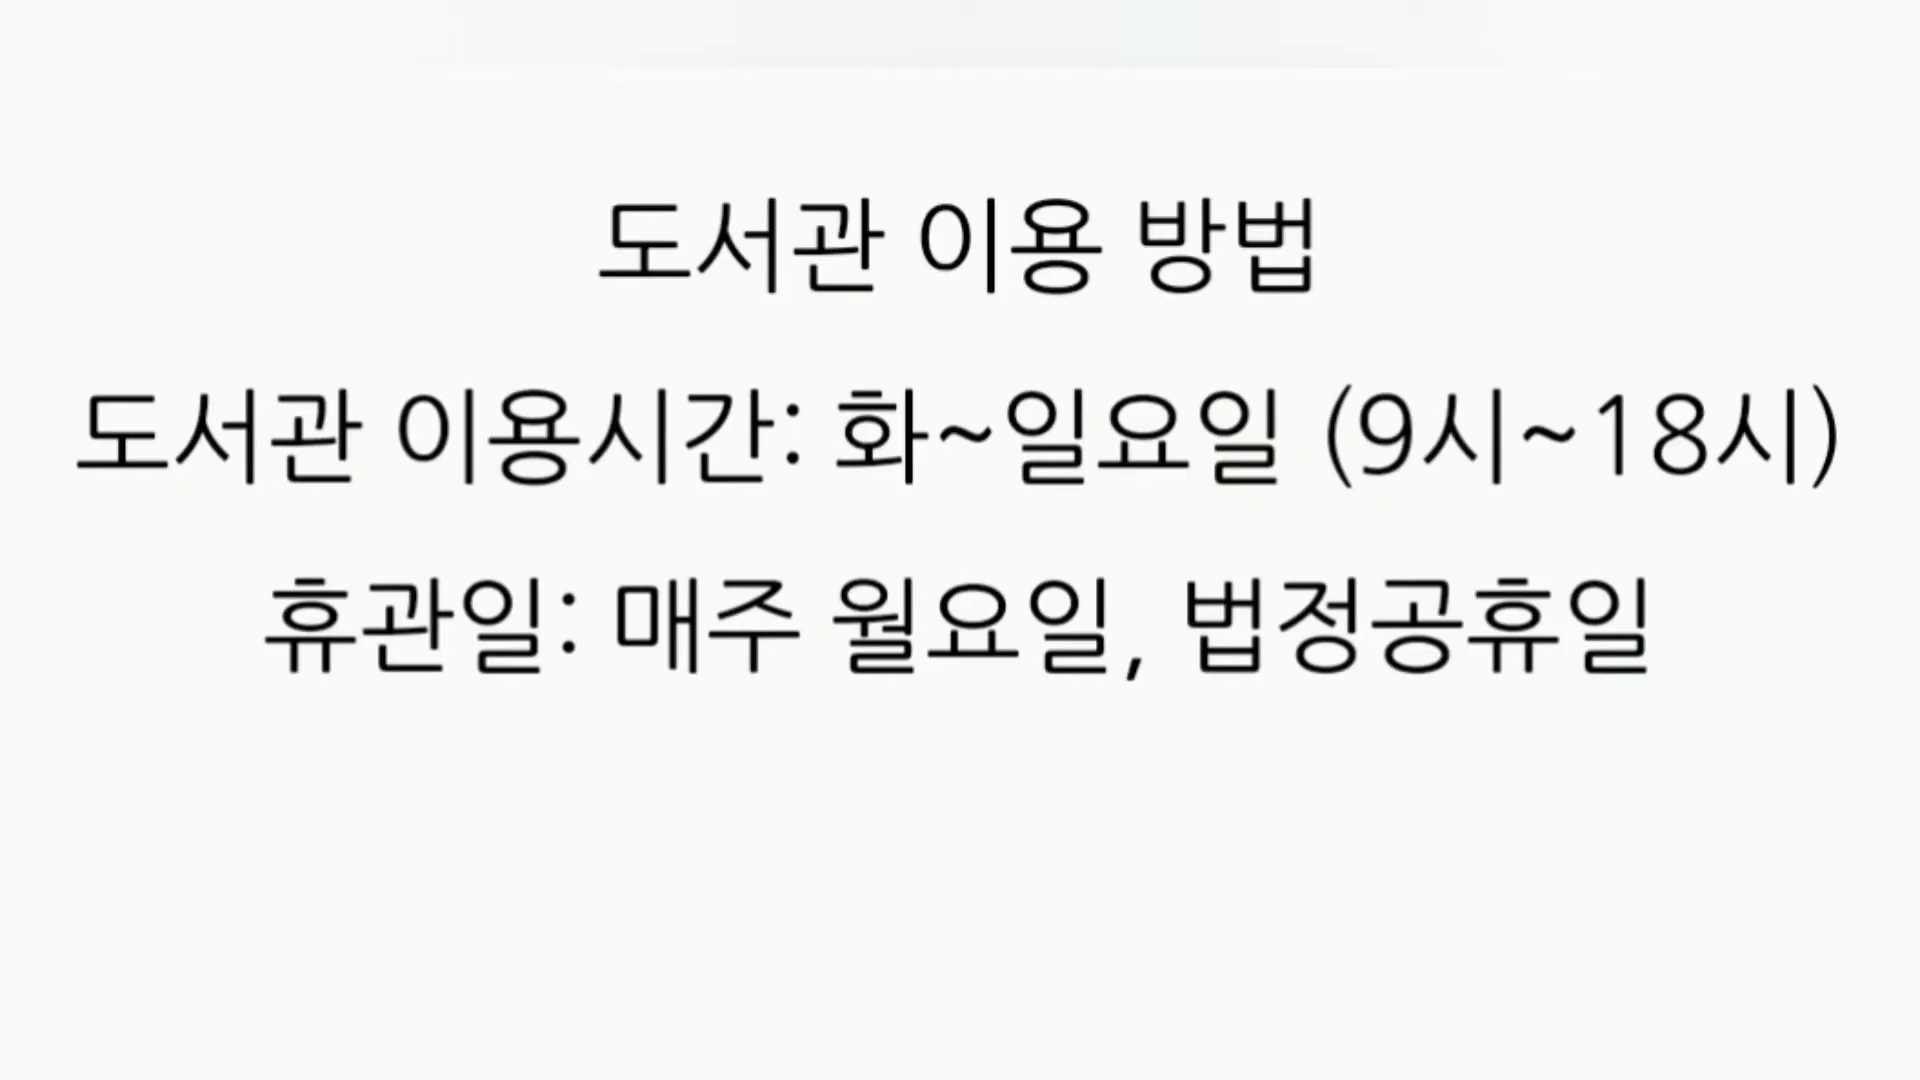 도서관 이용 방법
도서관 이용시간: 화~일요일 (9시~18시)
휴관일: 매주 월요일, 법정공휴일